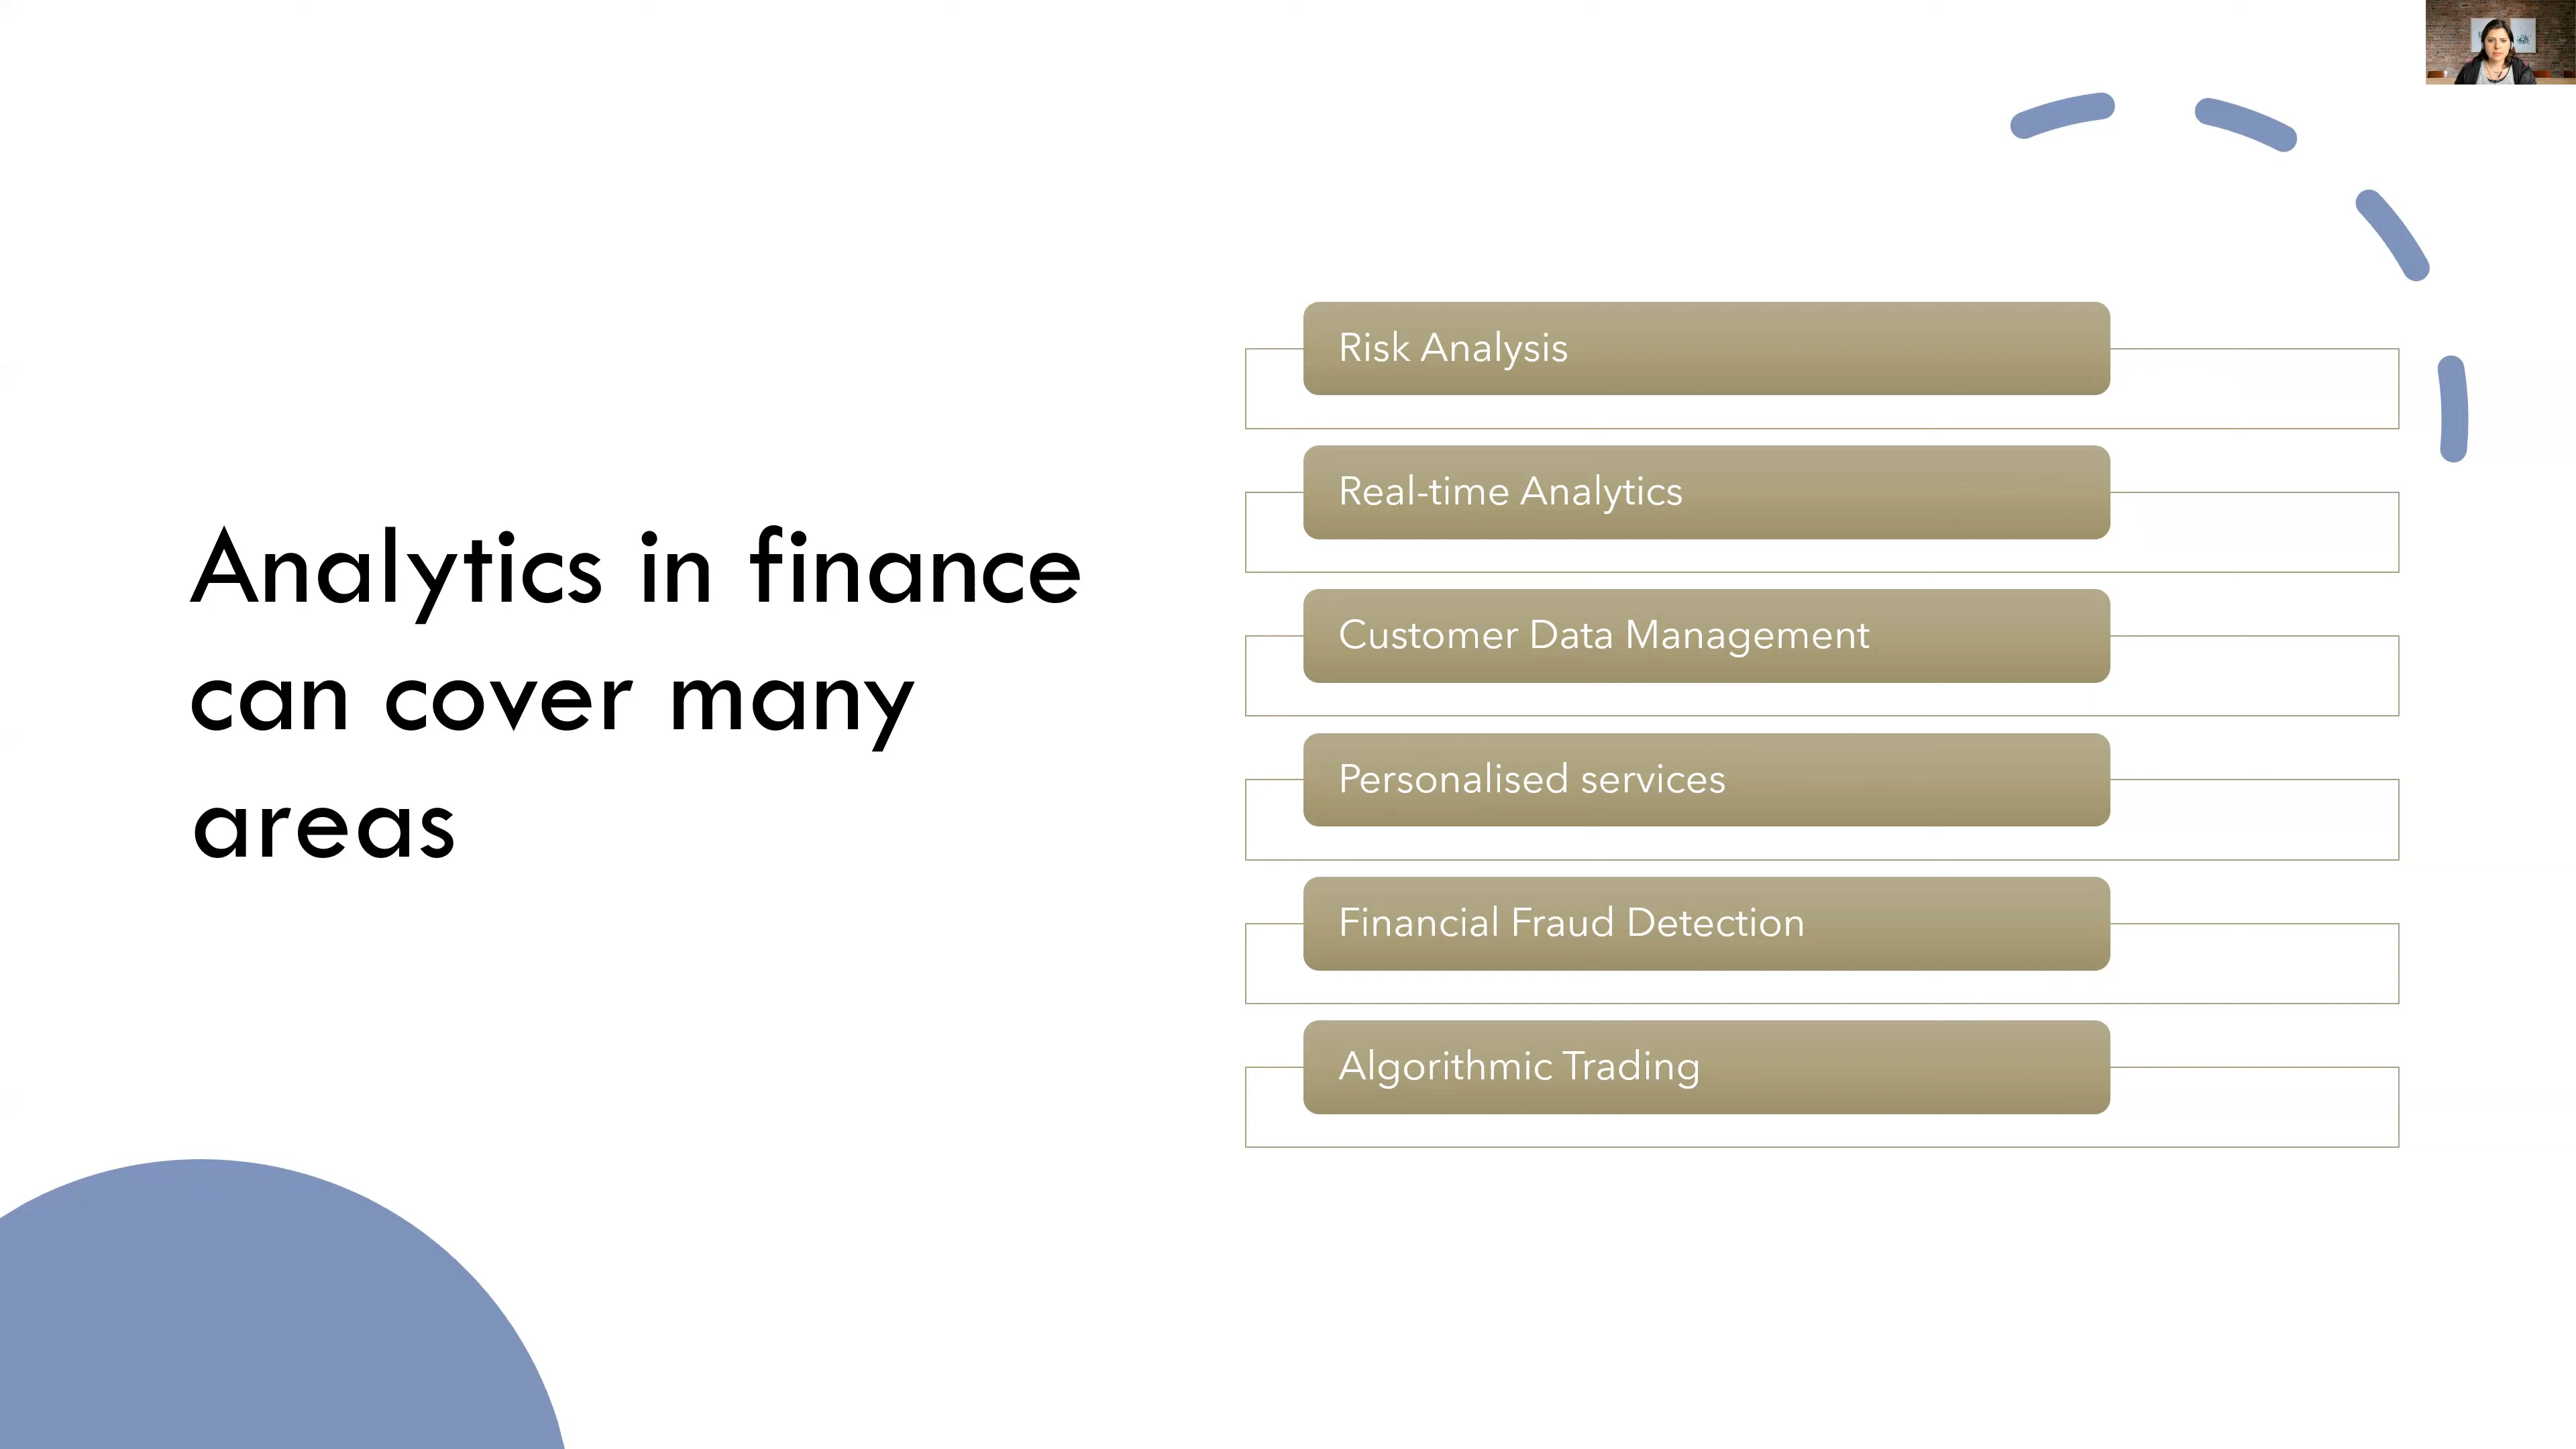 Analytics in finance
can cover many
areas
Risk Analysis
Real-time Analytics
Customer Data Management
Personalised services
Financial Fraud Detection
Algorithmic Trading